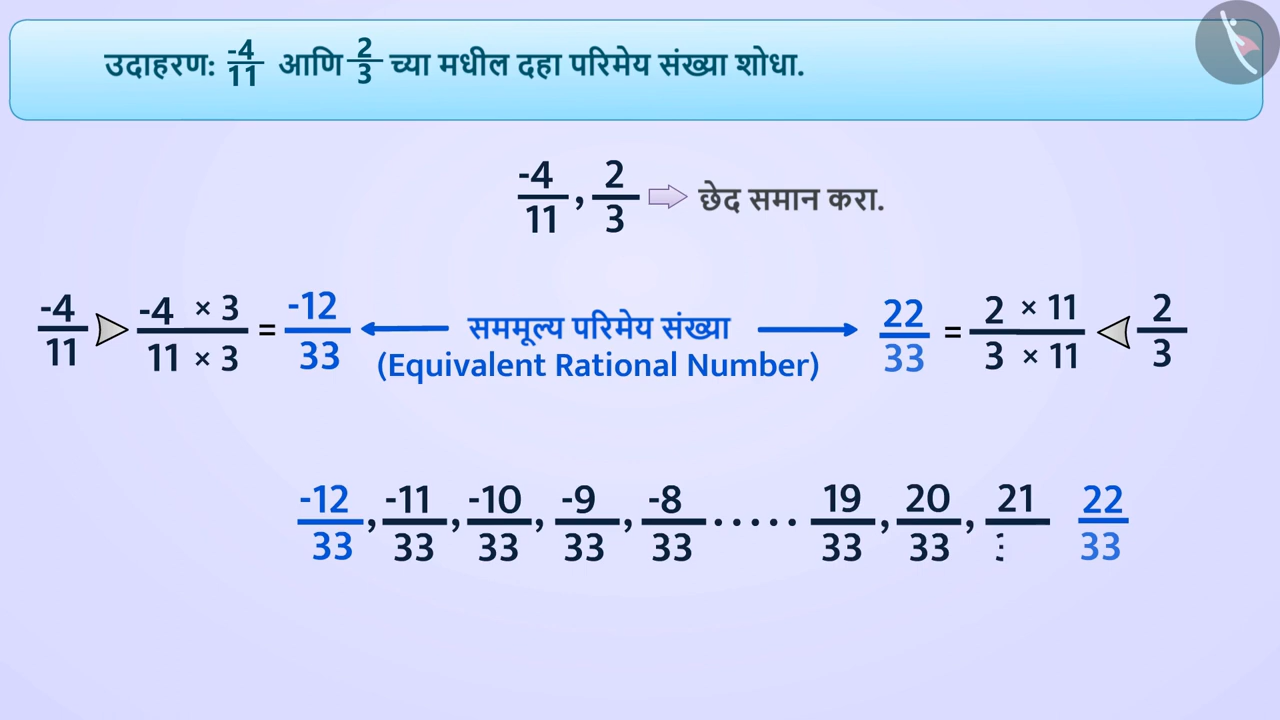 उदाहरण: -4/11 आणि 2/3 च्या मधील दहा परिमेय संख्या शोधा.
-4/11 , 2/3 छेद समान करा.
-4/11 -4 × 3 / 11 × 3 = -12/33 सममूल्य परिमेय संख्या 22/33 = 2 × 11 / 3 × 11 2/3
(Equivalent Rational Number)
-12/33 , -11/33 , -10/33 , -9/33 , -8/33 ..... 19/33 , 20/33 , 21 22/33